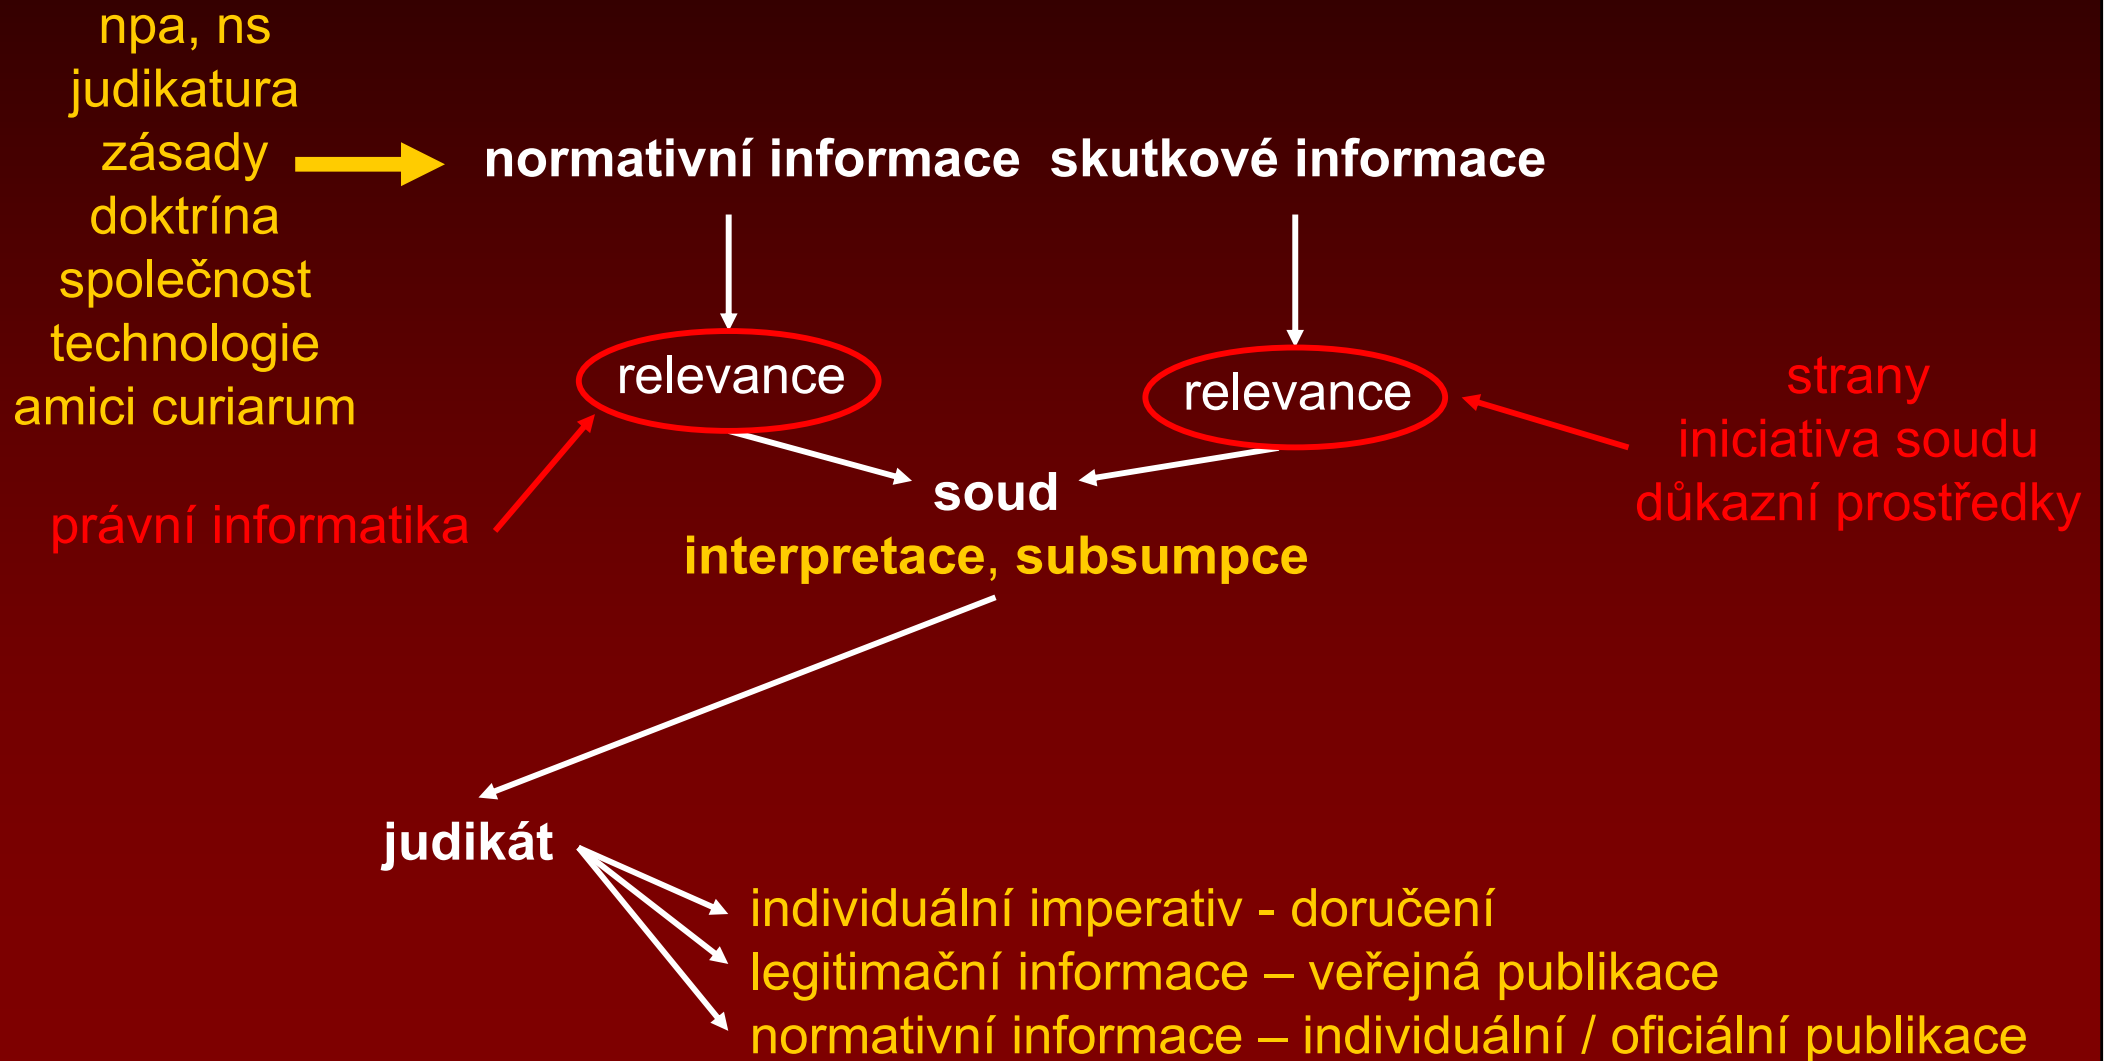 npa, ns
judikatura
zásady
doktrína
společnost
technologie
amici curiarum
normativní informace skutkové informace
relevance
relevance
právní informatika
strany
iniciativa soudu
důkazní prostředky
soud
interpretace, subsumpce
judikát
individuální imperativ - doručení
legitimační informace – veřejná publikace
normativní informace – individuální / oficiální publikace